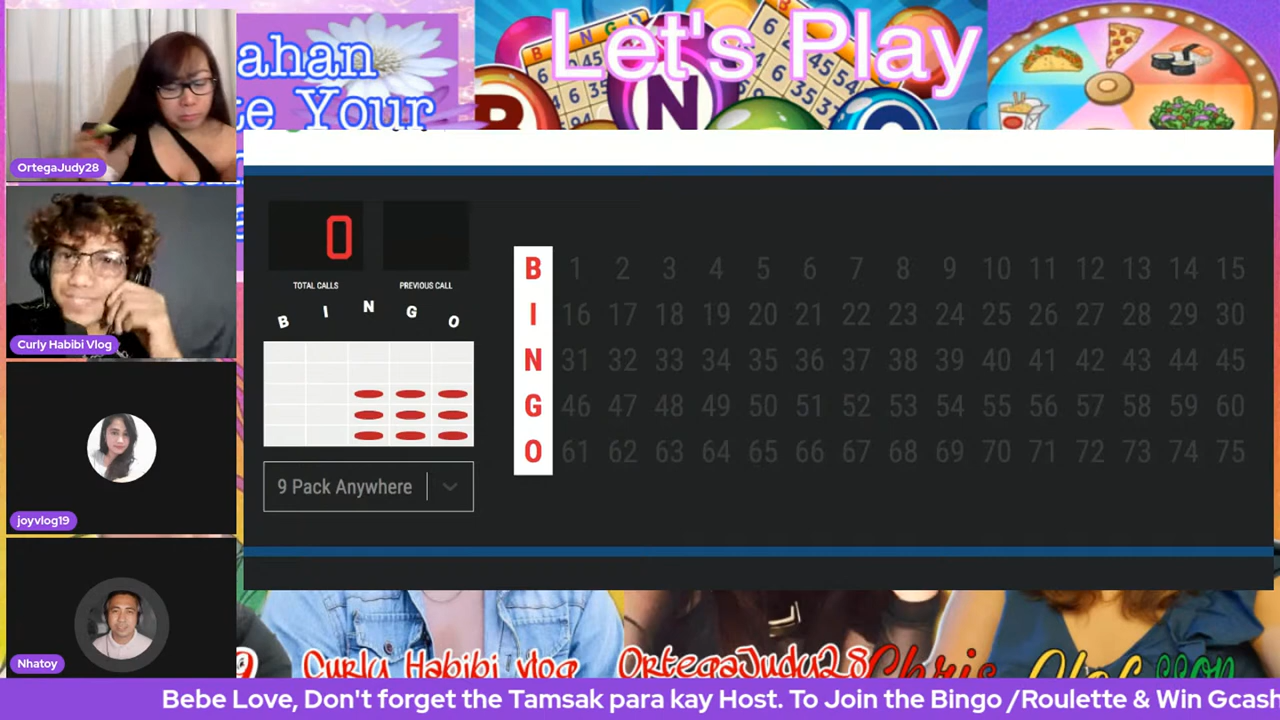 ahan
te Your
Let's Play
OrtegaJudy28
Curly Habibi Vlog
joyvlog19
Nhatoy
0
TOTAL CALLS
PREVIOUS CALL
B I N G O
9 Pack Anywhere
B 1 2 3 4 5 6 7 8 9 10 11 12 13 14 15
I 16 17 18 19 20 21 22 23 24 25 26 27 28 29 30
N 31 32 33 34 35 36 37 38 39 40 41 42 43 44 45
G 46 47 48 49 50 51 52 53 54 55 56 57 58 59 60
O 61 62 63 64 65 66 67 68 69 70 71 72 73 74 75
9 Curly Habibi vlog OrtegaJudy28 Chris
Bebe Love, Don't forget the Tamsak para kay Host. To Join the Bingo /Roulette & Win Gcash